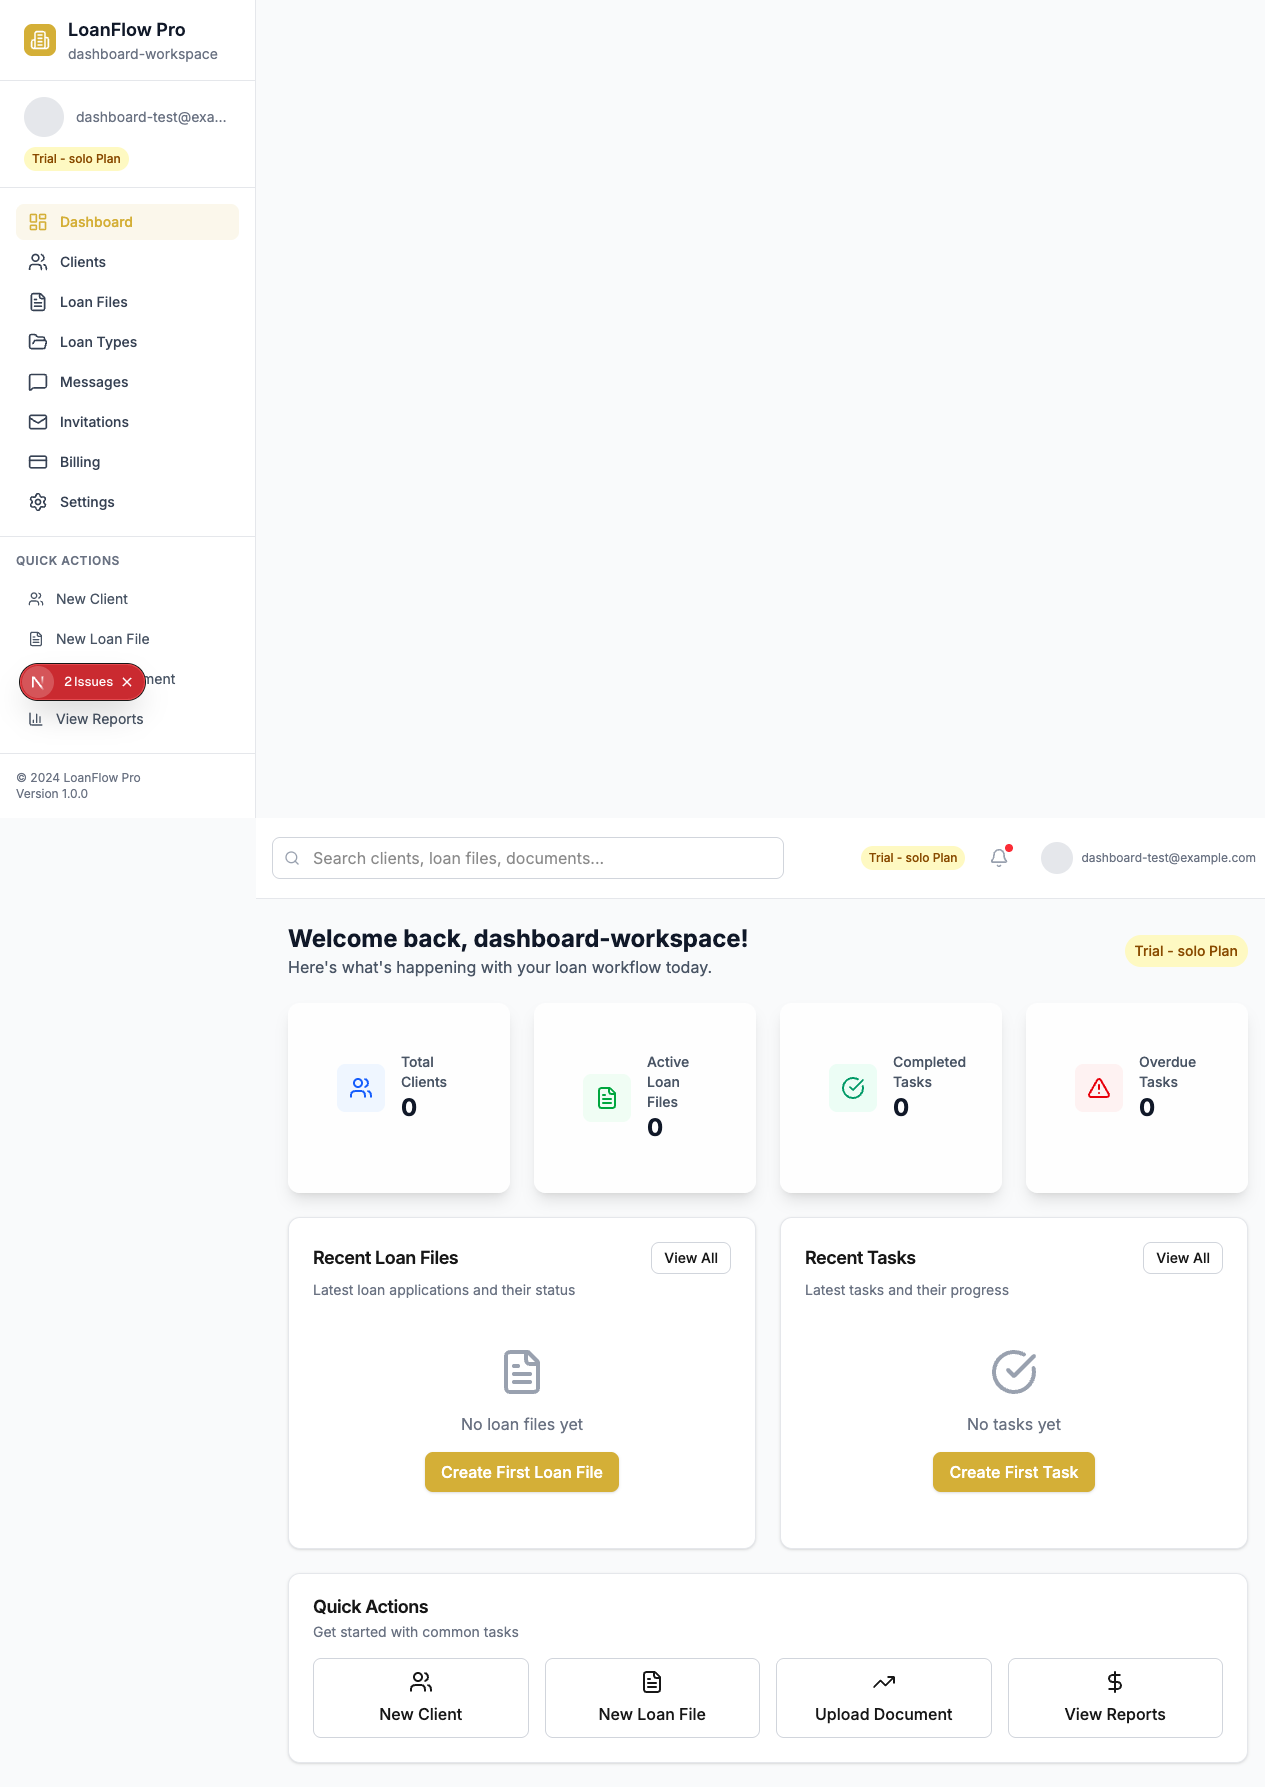 LoanFlow Pro
dashboard-workspace
dashboard-test@exa...
Trial - solo Plan
Dashboard
Clients
Loan Files
Loan Types
Messages
Invitations
Billing
Settings
QUICK ACTIONS
New Client
New Loan File
ment
N 2 Issues
View Reports
© 2024 LoanFlow Pro
Version 1.0.0
Search clients, loan files, documents...
Trial - solo Plan
dashboard-test@example.com
Welcome back, dashboard-workspace!
Here's what's happening with your loan workflow today.
Trial - solo Plan
Total
Clients
0
Active
Loan
Files
0
Completed
Tasks
0
Overdue
Tasks
0
Recent Loan Files
View All
Latest loan applications and their status
No loan files yet
Create First Loan File
Recent Tasks
View All
Latest tasks and their progress
No tasks yet
Create First Task
Quick Actions
Get started with common tasks
New Client
New Loan File
Upload Document
View Reports